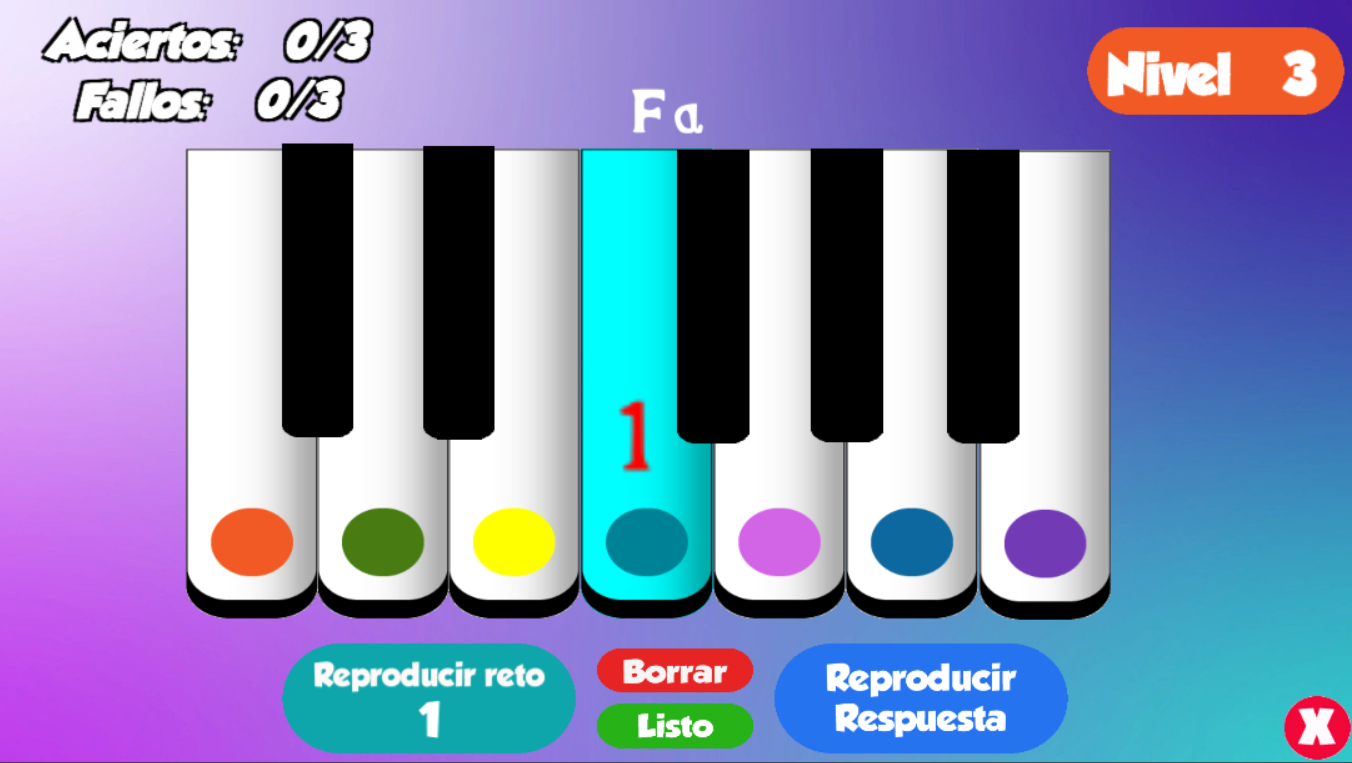 Aciertos: 0/3
Fallos: 0/3
Nivel 3
Fa
1
Reproducir reto
1
Borrar
Listo
Reproducir
Respuesta
X